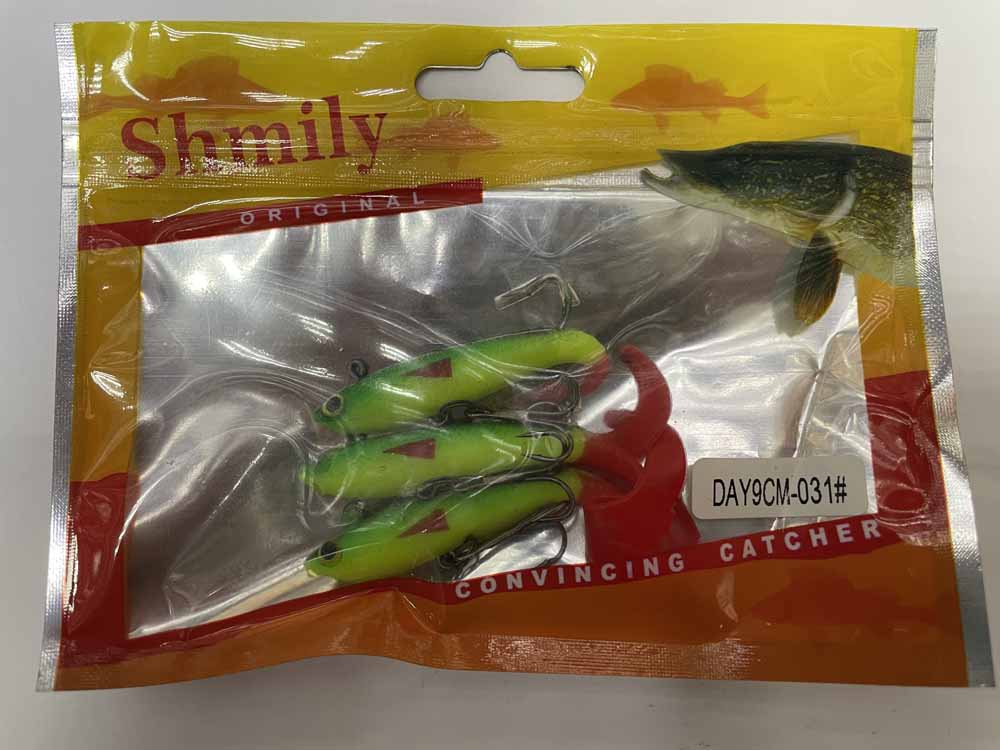 Shmily
ORIGINAL
DAY9CM-031#
CONVINCING CATCHER